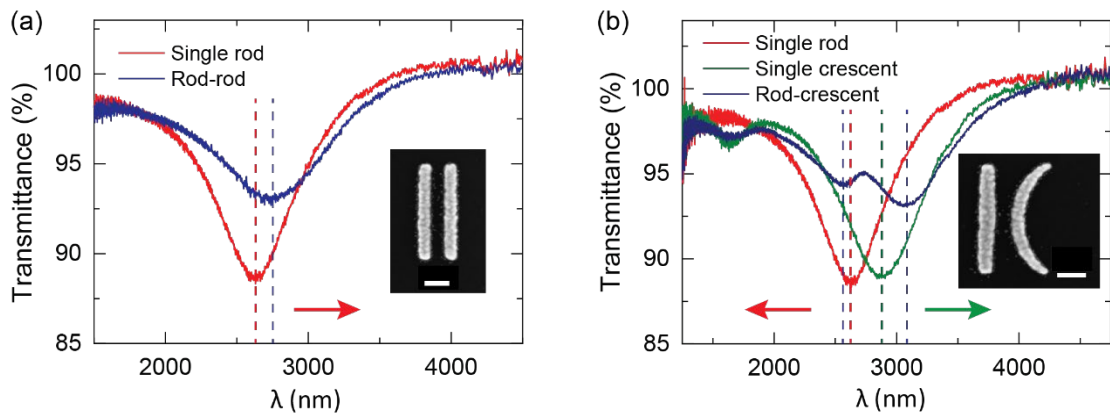 (a)
Single rod
Rod-rod
Transmittance (%)
100
95
90
85
2000
3000
4000
λ (nm)
(b)
Single rod
Single crescent
Rod-crescent
Transmittance (%)
100
95
90
85
2000
3000
4000
λ (nm)